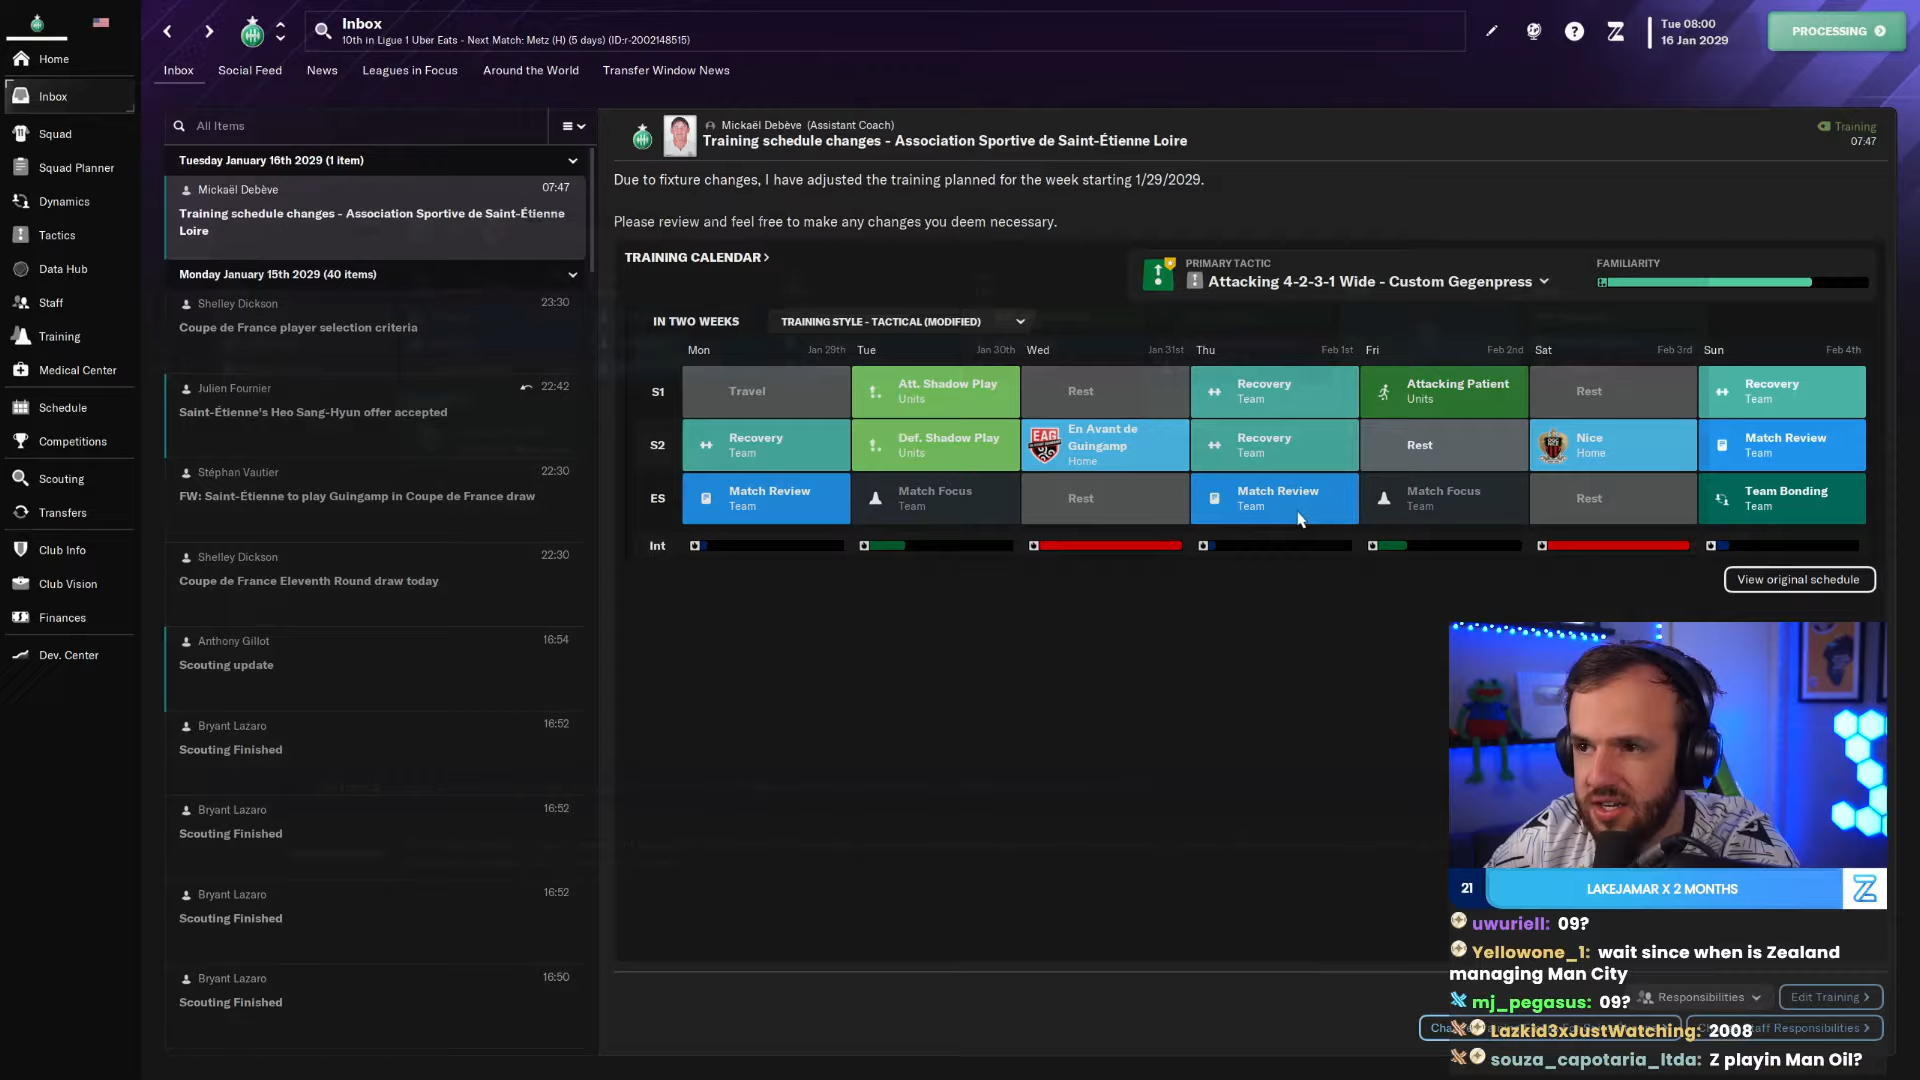 Inbox
10th in Ligue 1 Uber Eats - Next Match: Metz (H) (5 days) (ID:r-2002148515)
Tue 08:00
16 Jan 2029
PROCESSING
Home
Inbox
Squad
Squad Planner
Dynamics
Tactics
Data Hub
Staff
Training
Medical Center
Schedule
Competitions
Scouting
Transfers
Club Info
Club Vision
Finances
Dev. Center
Inbox Social Feed News Leagues in Focus Around the World Transfer Window News
All Items
Tuesday January 16th 2029 (1 item)
Mickaël Debève 07:47
Training schedule changes - Association Sportive de Saint-Étienne
Loire
Monday January 15th 2029 (40 items)
Shelley Dickson 23:30
Coupe de France player selection criteria
Julien Fournier 22:42
Saint-Étienne's Heo Sang-Hyun offer accepted
Stéphan Vautier 22:30
FW: Saint-Étienne to play Guingamp in Coupe de France draw
Shelley Dickson 22:30
Coupe de France Eleventh Round draw today
Anthony Gillot 16:54
Scouting update
Bryant Lazaro 16:52
Scouting Finished
Bryant Lazaro 16:52
Scouting Finished
Bryant Lazaro 16:52
Scouting Finished
Bryant Lazaro 16:50
Scouting Finished
Mickaël Debève (Assistant Coach)
Training schedule changes - Association Sportive de Saint-Étienne Loire
Training
07:47
Due to fixture changes, I have adjusted the training planned for the week starting 1/29/2029.
Please review and feel free to make any changes you deem necessary.
TRAINING CALENDAR
PRIMARY TACTIC
Attacking 4-2-3-1 Wide - Custom Gegenpress
FAMILIARITY
IN TWO WEEKS TRAINING STYLE - TACTICAL (MODIFIED)
Mon Jan 29th Tue Jan 30th Wed Jan 31st Thu Feb 1st Fri Feb 2nd Sat Feb 3rd Sun Feb 4th
S1 Travel Att. Shadow Play Units Rest Recovery Team Attacking Patient Units Rest Recovery Team
S2 Recovery Team Def. Shadow Play Units EAG En Avant de Guingamp Home Recovery Team Rest Nice Home Match Review Team
ES Match Review Team Match Focus Team Rest Match Review Team Match Focus Team Rest Team Bonding Team
Int
View original schedule
21 LAKEJAMAR X 2 MONTHS Z
uwuriell: 09?
Yellowone_1: wait since when is Zealand
managing Man City
mj_pegasus: 09?
Responsibilities Edit Training
Lazkid3xJustWatching: 2008
Staff Responsibilities
souza_capotaria_ltda: Z playin Man Oil?